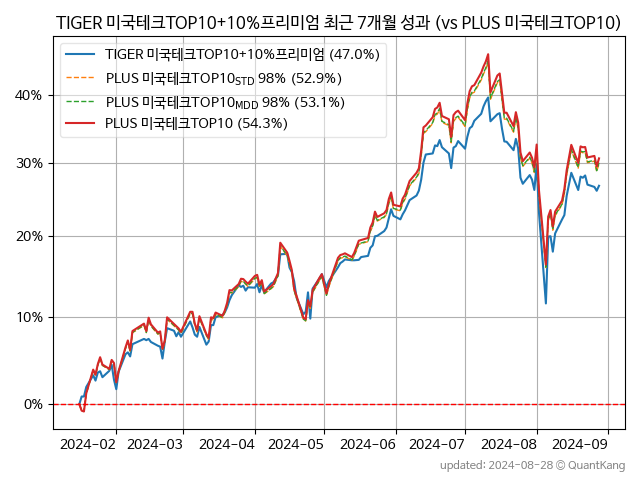 TIGER 미국테크TOP10+10%프리미엄 최근 7개월 성과 (vs PLUS 미국테크TOP10)
TIGER 미국테크TOP10+10%프리미엄 (47.0%)
PLUS 미국테크TOP10STD 98% (52.9%)
PLUS 미국테크TOP10MDD 98% (53.1%)
PLUS 미국테크TOP10 (54.3%)
40%
30%
20%
10%
0%
2024-02 2024-03 2024-04 2024-05 2024-06 2024-07 2024-08 2024-09
updated: 2024-08-28 © QuantKang